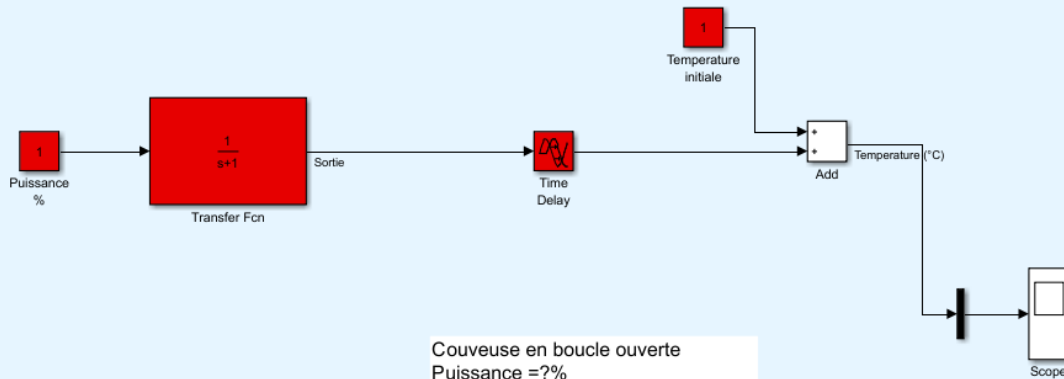 1
Temperature
initiale
1
Puissance
%
1
s+1
Transfer Fcn
Sortie
Time
Delay
+
+
Add
Temperature (°C)
Scope
Couveuse en boucle ouverte
Puissance =?%